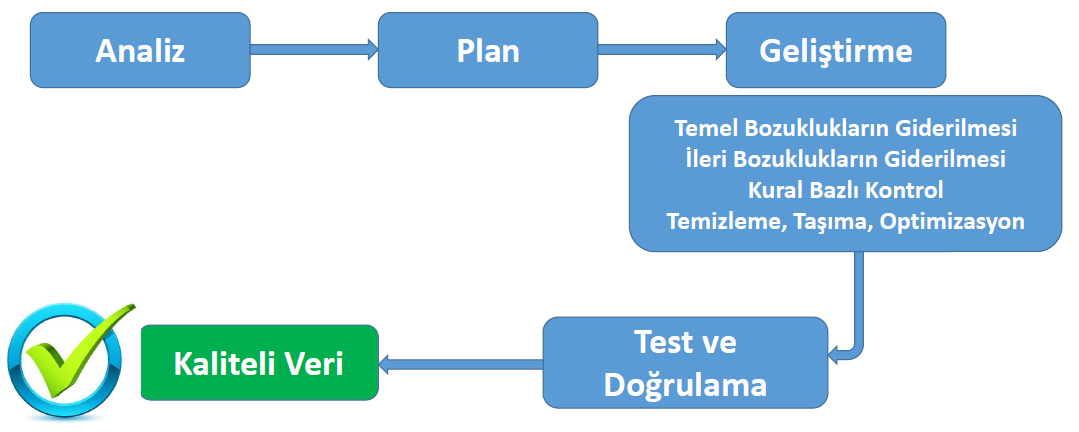 Analiz
Plan
Geliştirme
Temel Bozuklukların Giderilmesi
İleri Bozuklukların Giderilmesi
Kural Bazlı Kontrol
Temizleme, Taşıma, Optimizasyon
Test ve
Doğrulama
Kaliteli Veri